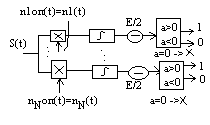 n1on(t)=n1(t)
E/2
a>0
1
a<0
0
S(t)
a=0 -> X
a>0
1
a<0
0
E/2
nNon(t)=nN(t)
a=0 ->X